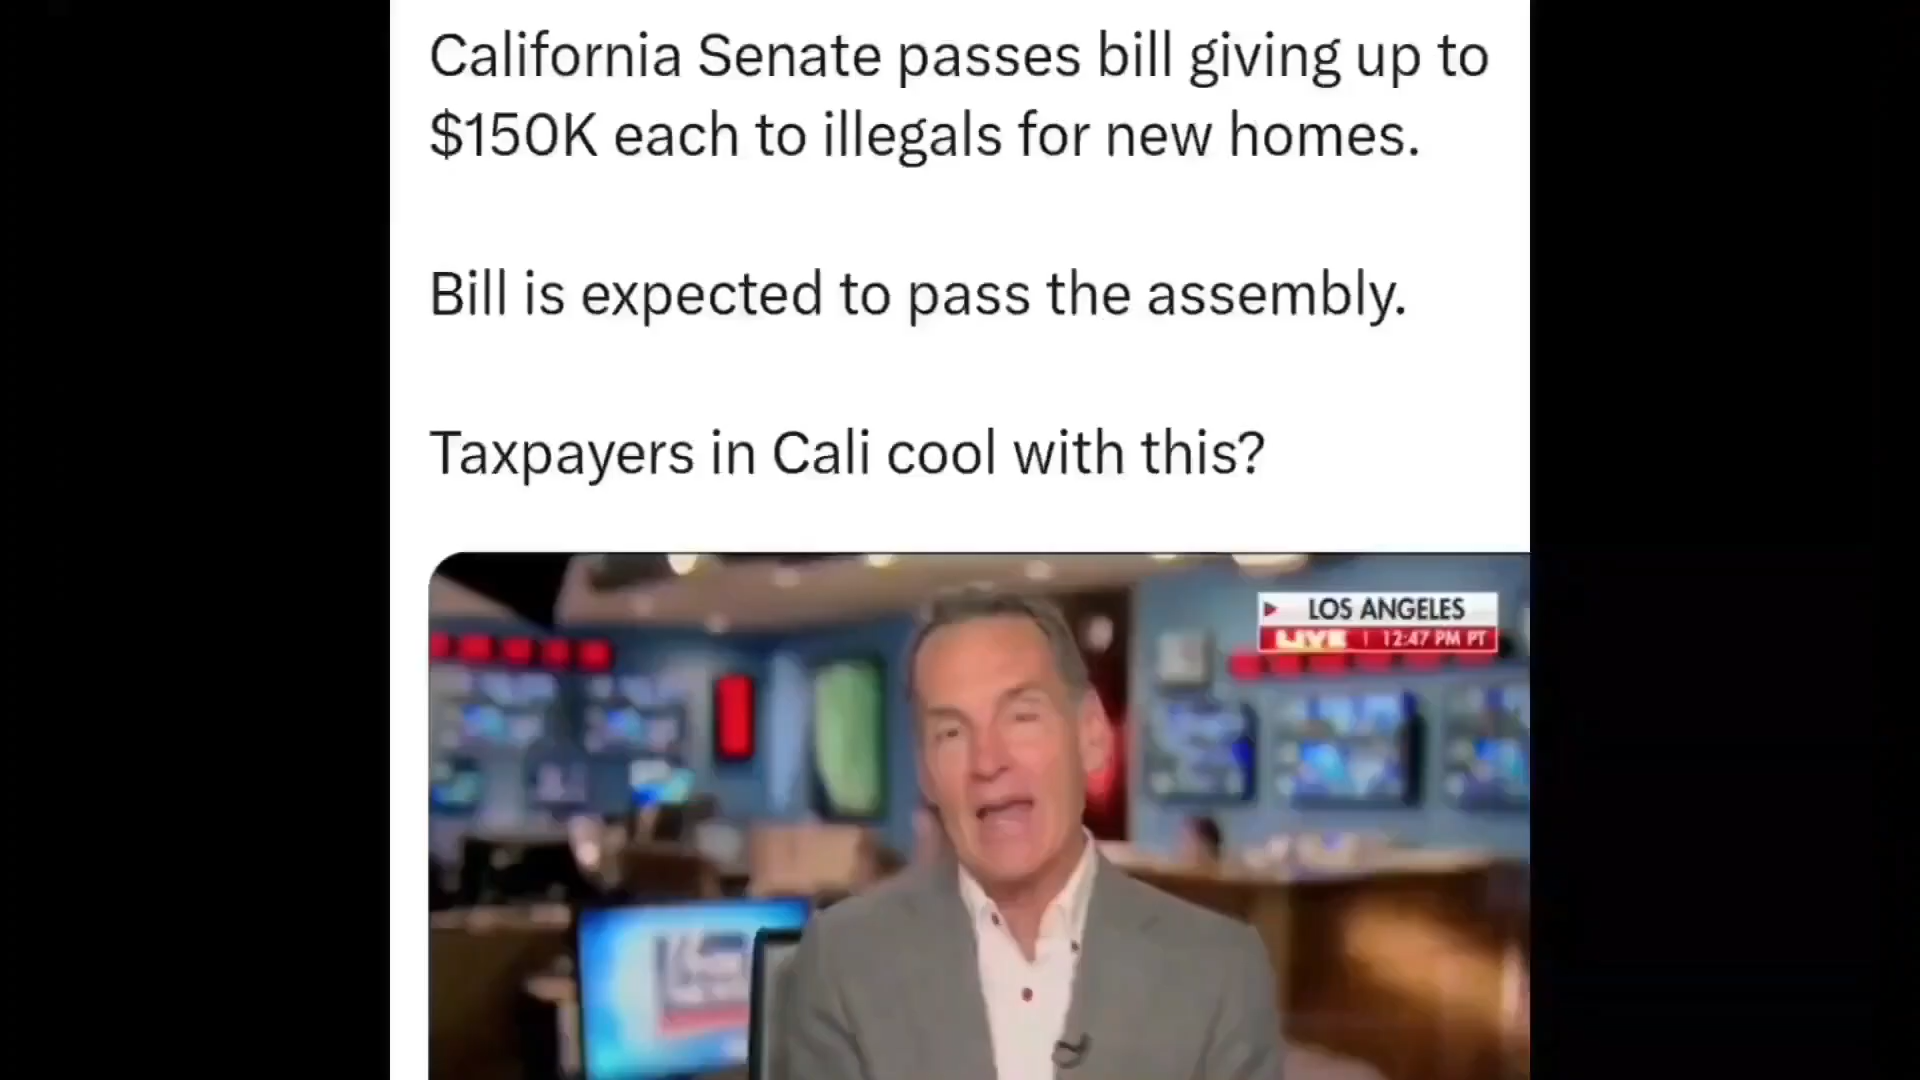 California Senate passes bill giving up to
$150K each to illegals for new homes.
Bill is expected to pass the assembly.
Taxpayers in Cali cool with this?
LOS ANGELES
LIVE | 12:47 PM PT